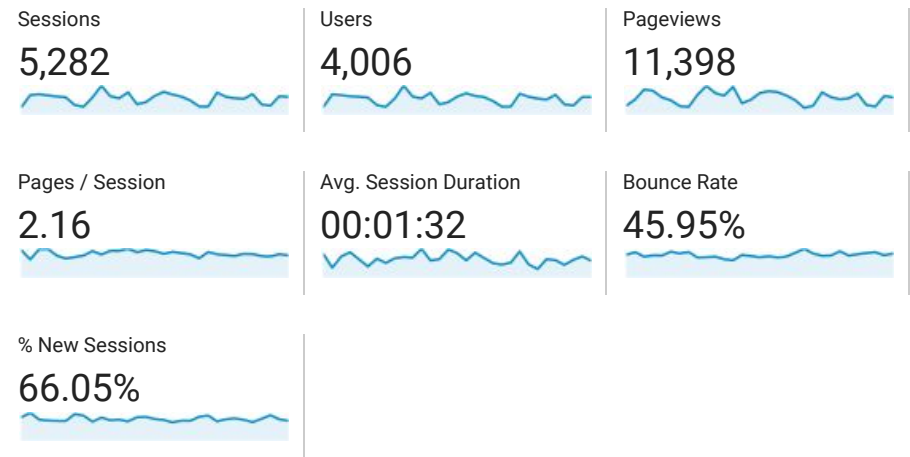 Sessions
5,282
Users
4,006
Pageviews
11,398
Pages / Session
2.16
Avg. Session Duration
00:01:32
Bounce Rate
45.95%
% New Sessions
66.05%